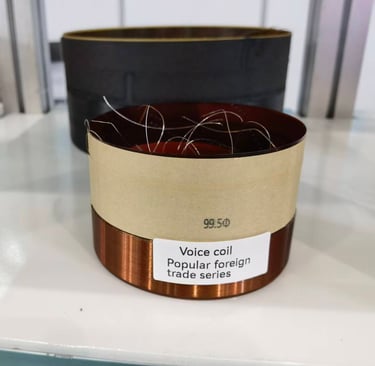 99.5Φ
Voice coil
Popular foreign
trade series